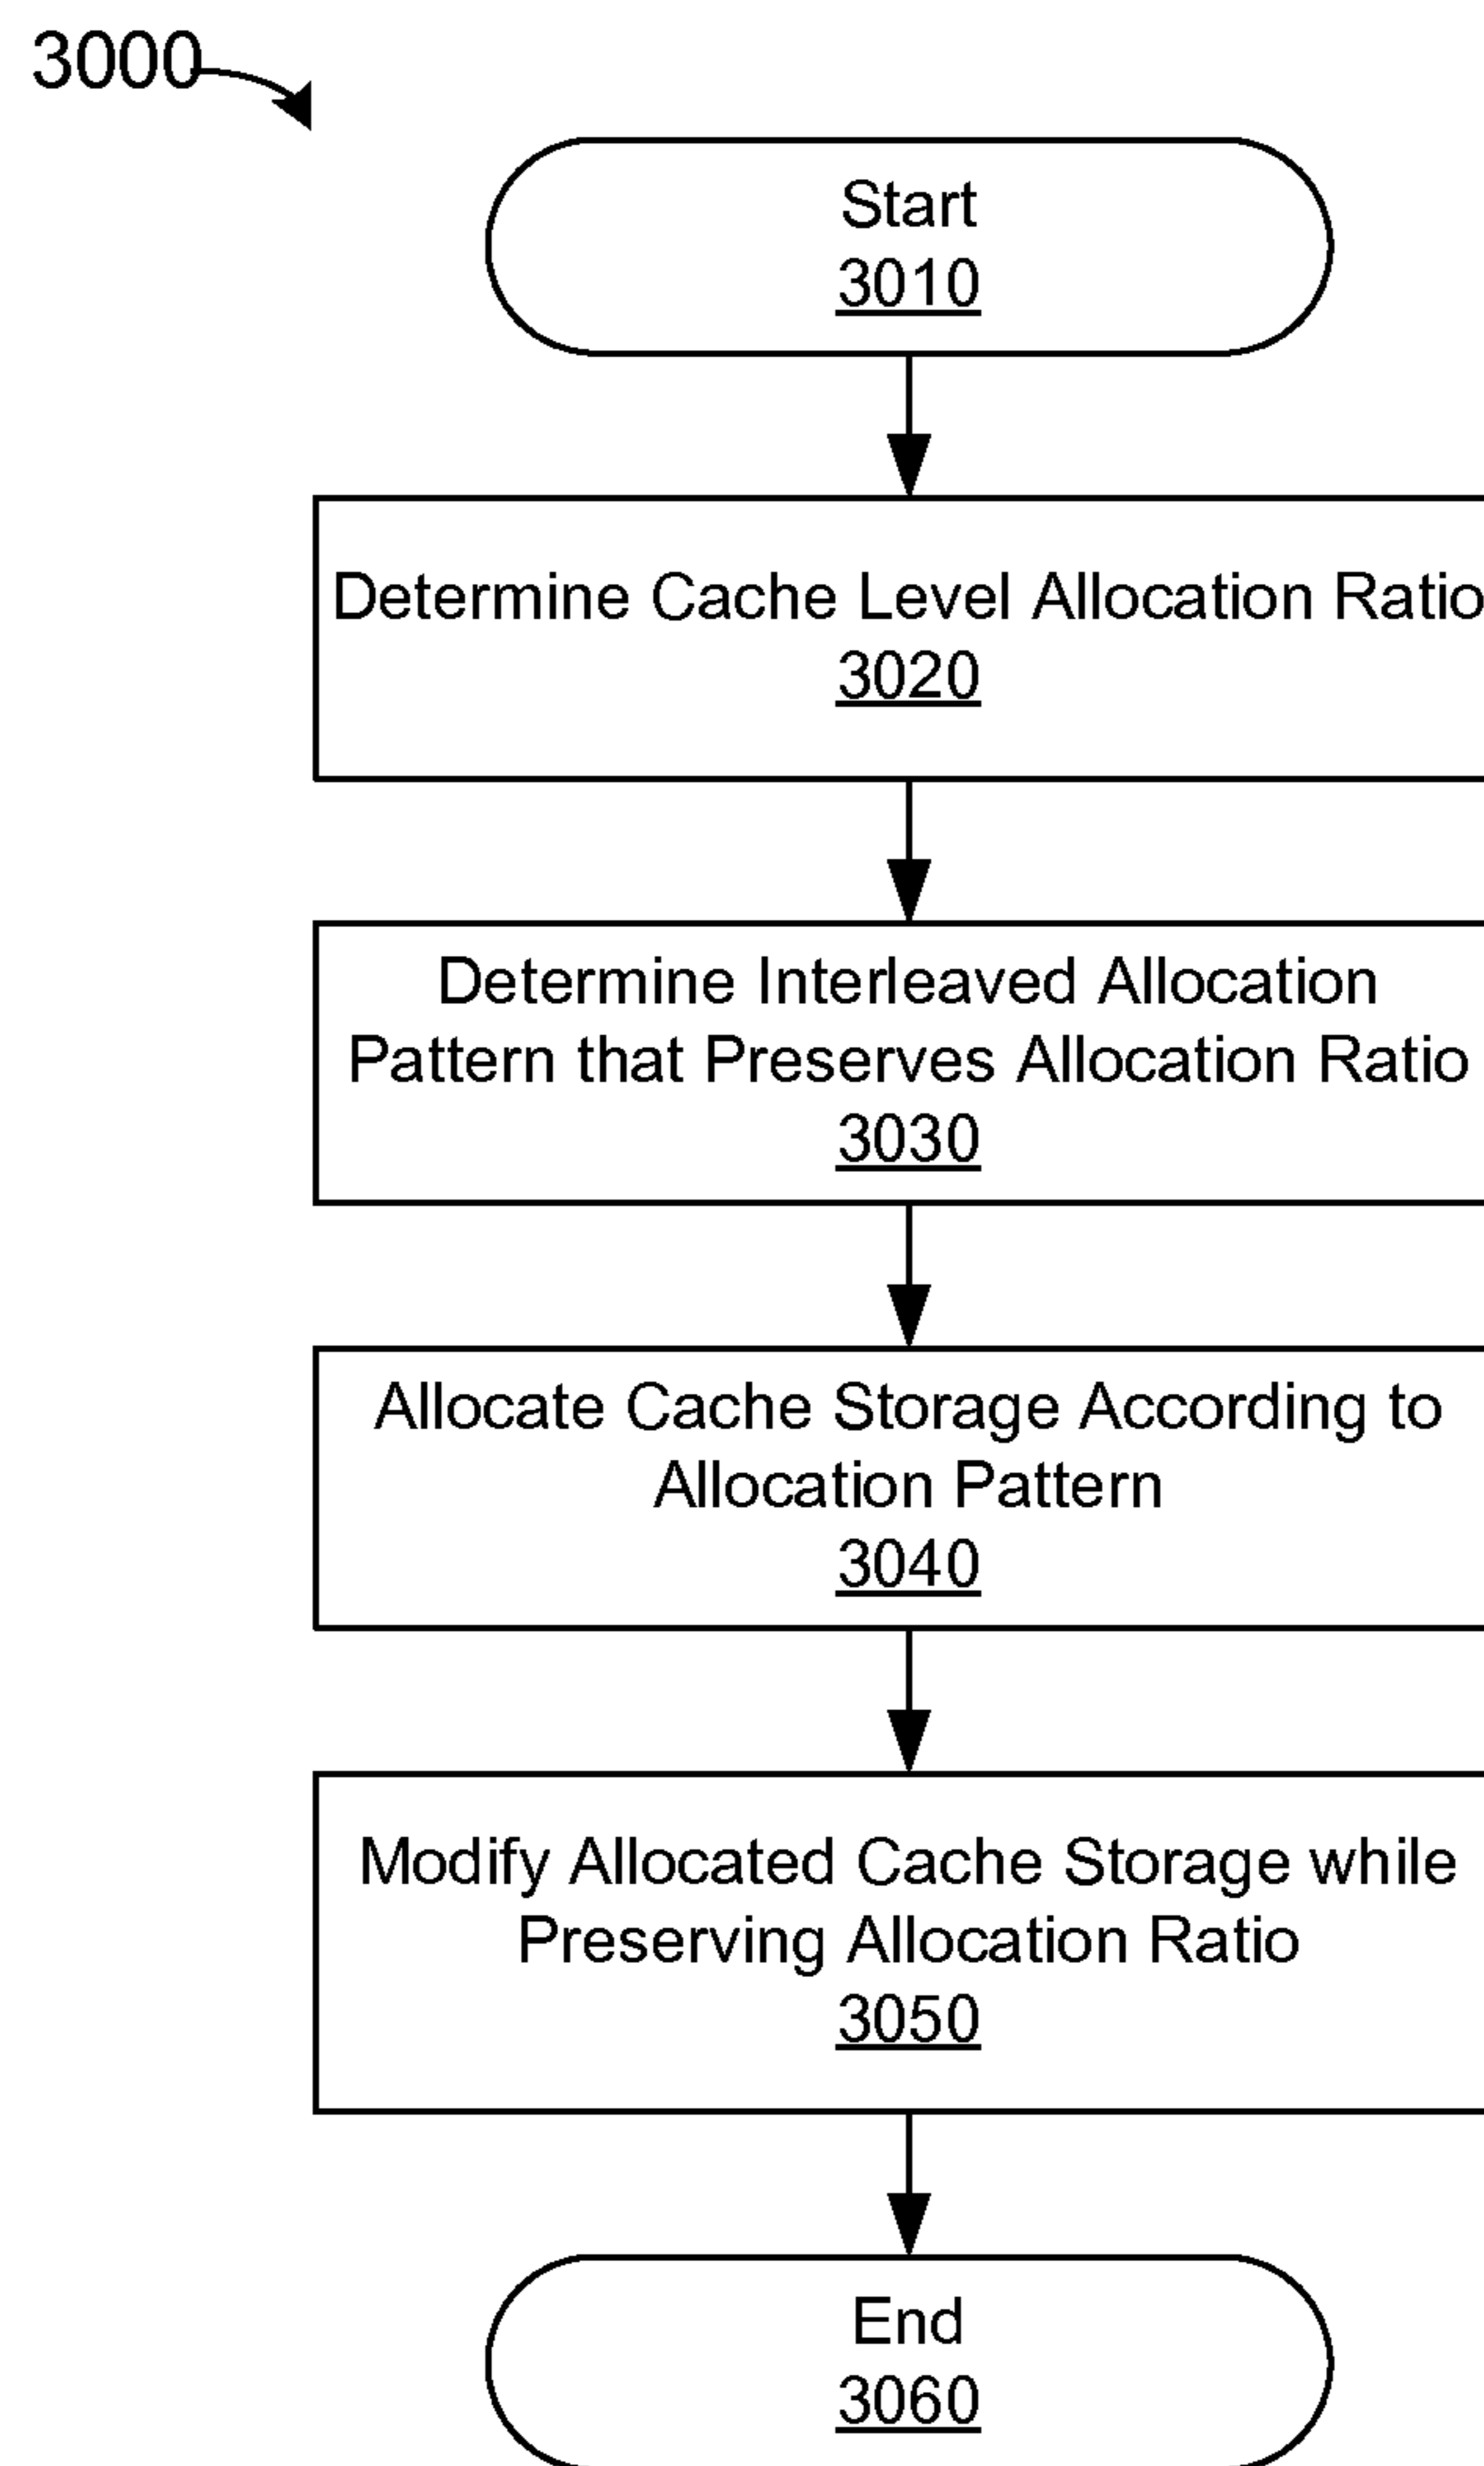 3000
Start
3010
Determine Cache Level Allocation Ratio
3020
Determine Interleaved Allocation
Pattern that Preserves Allocation Ratio
3030
Allocate Cache Storage According to
Allocation Pattern
3040
Modify Allocated Cache Storage while
Preserving Allocation Ratio
3050
End
3060